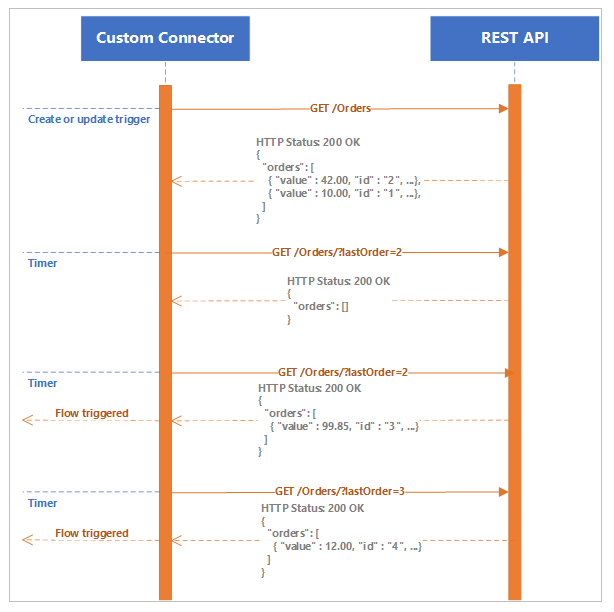 Custom Connector
REST API
GET /Orders
Create or update trigger
HTTP Status: 200 OK
{
"orders": [
{ "value" : 42.00, "id" : "2", ...},
{ "value" : 10.00, "id" : "1", ...},
]
}
GET /Orders/?lastOrder=2
Timer
HTTP Status: 200 OK
{
"orders": []
}
GET /Orders/?lastOrder=2
Timer
HTTP Status: 200 OK
{
Flow triggered
"orders": [
{ "value" : 99.85, "id" : "3", ...}
]
}
GET /Orders/?lastOrder=3
Timer
HTTP Status: 200 OK
{
Flow triggered
"orders": [
{ "value" : 12.00, "id" : "4", ...}
]
}